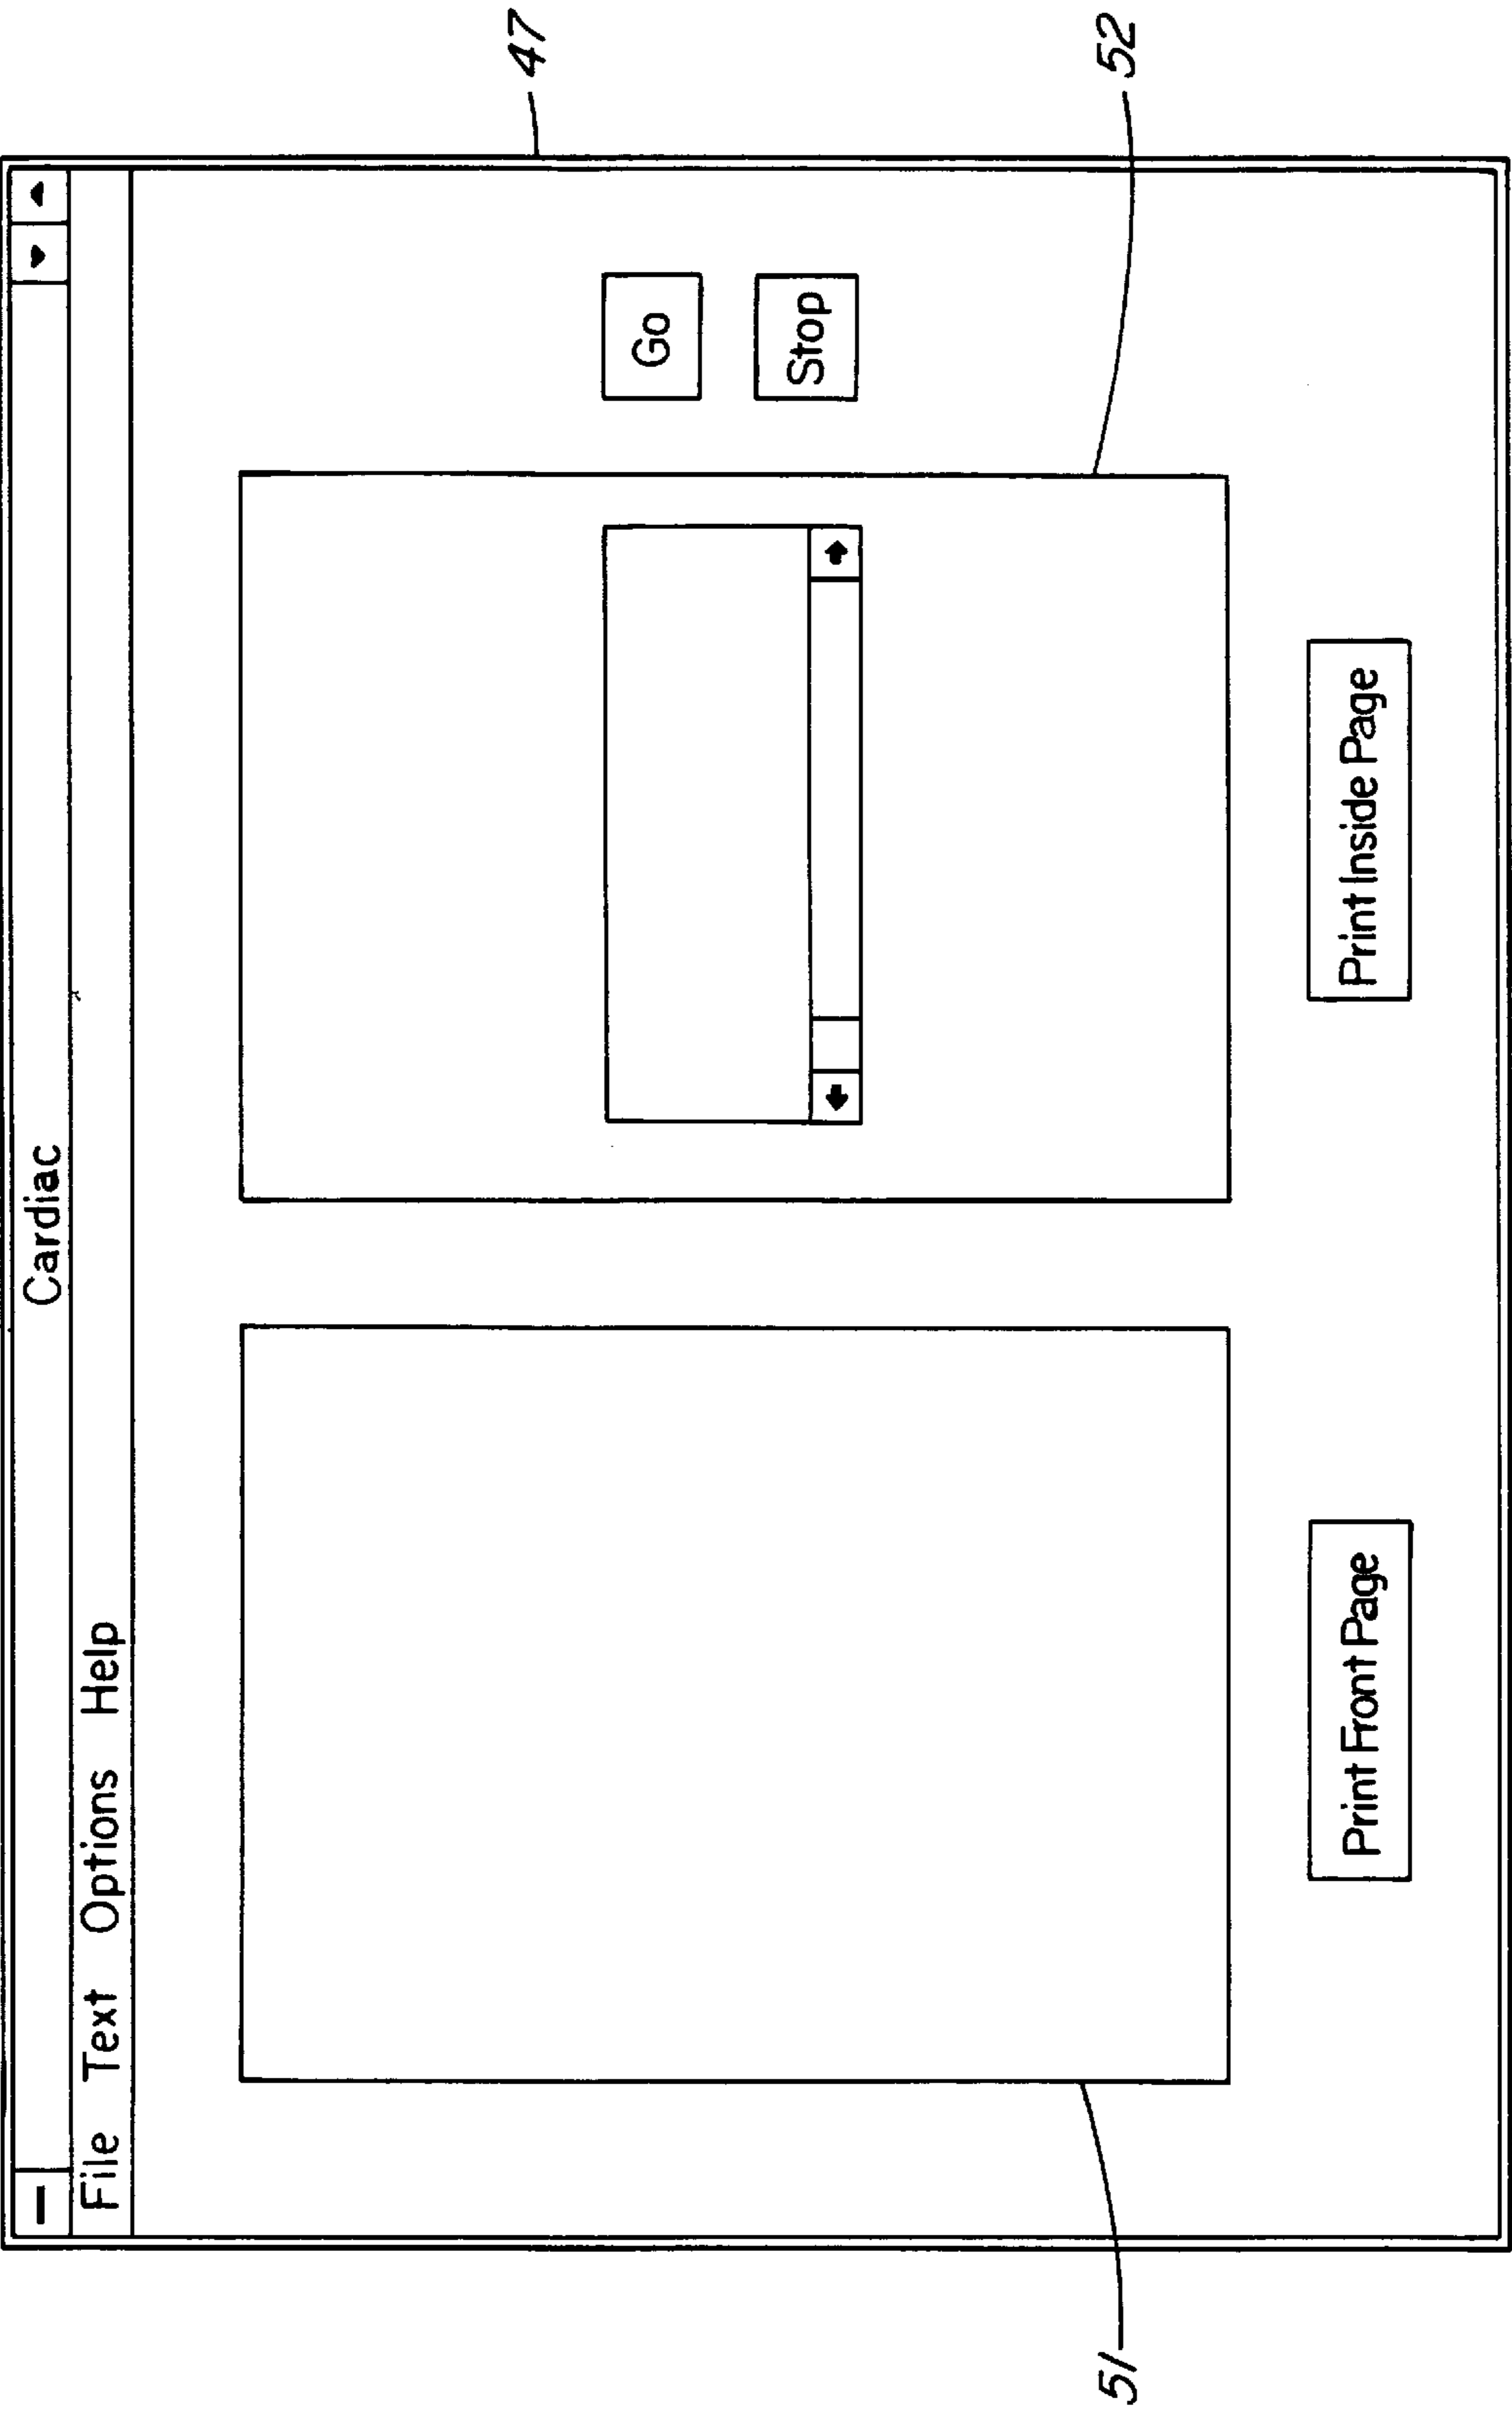 Cardiac
File Text Options Help
47
Go
Stop
52
51
Print Front Page
Print Inside Page